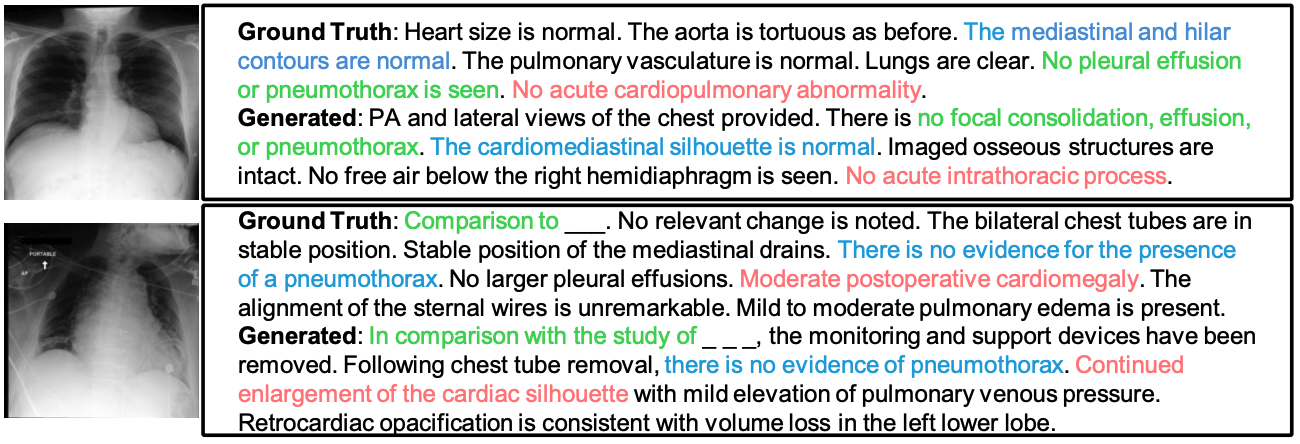 Ground Truth: Heart size is normal. The aorta is tortuous as before. The mediastinal and hilar
contours are normal. The pulmonary vasculature is normal. Lungs are clear. No pleural effusion
or pneumothorax is seen. No acute cardiopulmonary abnormality.
Generated: PA and lateral views of the chest provided. There is no focal consolidation, effusion,
or pneumothorax. The cardiomediastinal silhouette is normal. Imaged osseous structures are
intact. No free air below the right hemidiaphragm is seen. No acute intrathoracic process.
PORTABLE
AP
Ground Truth: Comparison to ___. No relevant change is noted. The bilateral chest tubes are in
stable position. Stable position of the mediastinal drains. There is no evidence for the presence
of a pneumothorax. No larger pleural effusions. Moderate postoperative cardiomegaly. The
alignment of the sternal wires is unremarkable. Mild to moderate pulmonary edema is present.
Generated: In comparison with the study of _ _ _, the monitoring and support devices have been
removed. Following chest tube removal, there is no evidence of pneumothorax. Continued
enlargement of the cardiac silhouette with mild elevation of pulmonary venous pressure.
Retrocardiac opacification is consistent with volume loss in the left lower lobe.